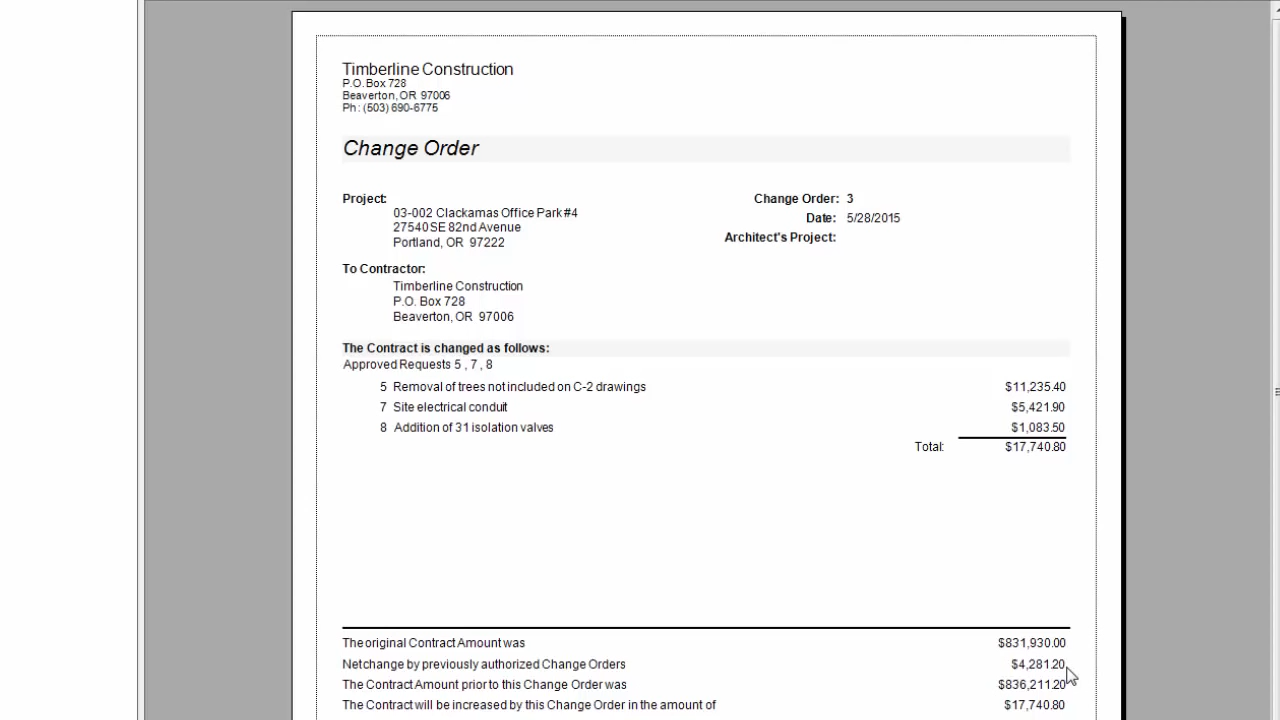 Timberline Construction
P.O. Box 728
Beaverton, OR 97006
Ph : (503) 690-6775
Change Order
Project:
03-002 Clackamas Office Park #4
27540 SE 82nd Avenue
Portland, OR 97222
Change Order: 3
Date: 5/28/2015
Architect's Project:
To Contractor:
Timberline Construction
P.O. Box 728
Beaverton, OR 97006
The Contract is changed as follows:
Approved Requests 5 , 7 , 8
5 Removal of trees not included on C-2 drawings $11,235.40
7 Site electrical conduit $5,421.90
8 Addition of 31 isolation valves $1,083.50
Total: $17,740.80
The original Contract Amount was $831,930.00
Net change by previously authorized Change Orders $4,281.20
The Contract Amount prior to this Change Order was $836,211.20
The Contract will be increased by this Change Order in the amount of $17,740.80